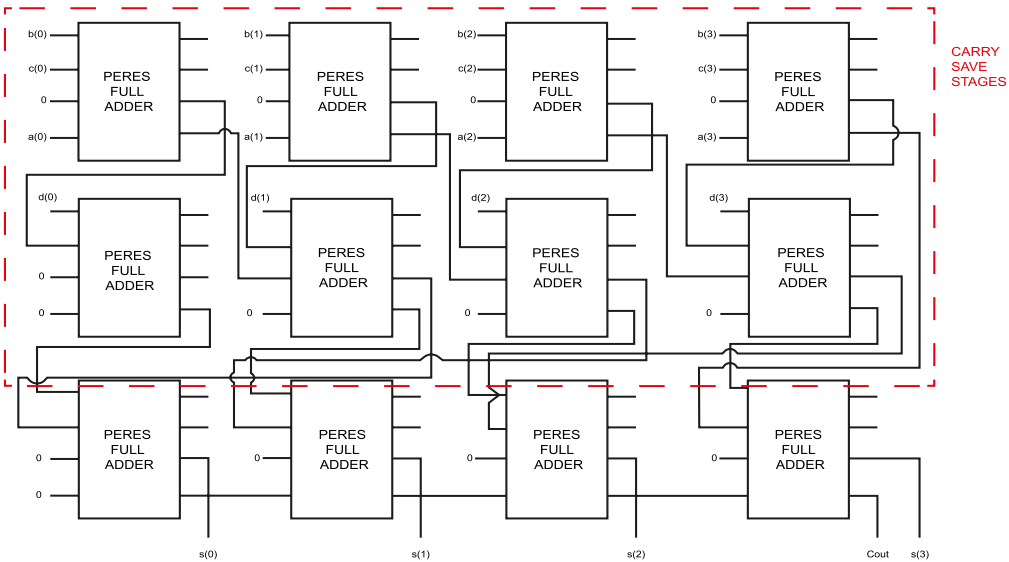 b(0)
c(0)
0
a(0)
PERES
FULL
ADDER
b(1)
c(1)
0
a(1)
PERES
FULL
ADDER
b(2)
c(2)
0
a(2)
PERES
FULL
ADDER
b(3)
c(3)
0
a(3)
PERES
FULL
ADDER
CARRY
SAVE
STAGES
d(0)
0
0
PERES
FULL
ADDER
d(1)
0
PERES
FULL
ADDER
d(2)
0
PERES
FULL
ADDER
d(3)
0
PERES
FULL
ADDER
0
0
PERES
FULL
ADDER
0
PERES
FULL
ADDER
0
PERES
FULL
ADDER
0
PERES
FULL
ADDER
s(0)
s(1)
s(2)
Cout
s(3)